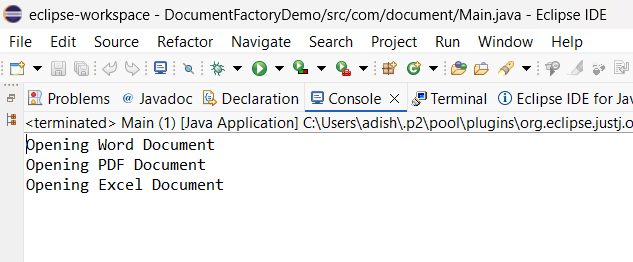 eclipse-workspace - DocumentFactoryDemo/src/com/document/Main.java - Eclipse IDE
File Edit Source Refactor Navigate Search Project Run Window Help
Problems @ Javadoc Declaration Console Terminal Eclipse IDE for Jav
<terminated> Main (1) [Java Application] C:\Users\adish\.p2\pool\plugins\org.eclipse.justj.o
Opening Word Document
Opening PDF Document
Opening Excel Document